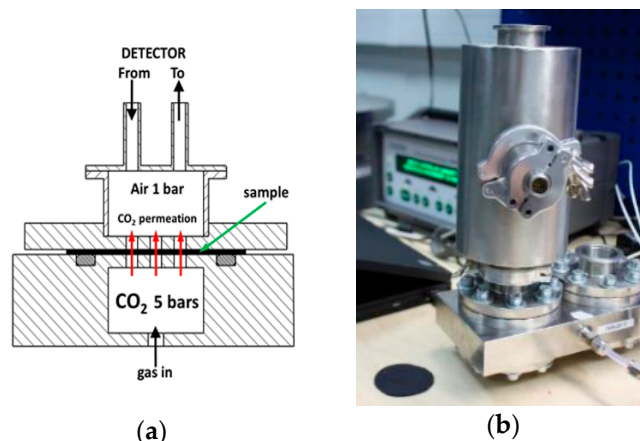 DETECTOR
From To
Air 1 bar
CO₂ permeation
sample
CO₂ 5 bars
gas in
(a)
(b)